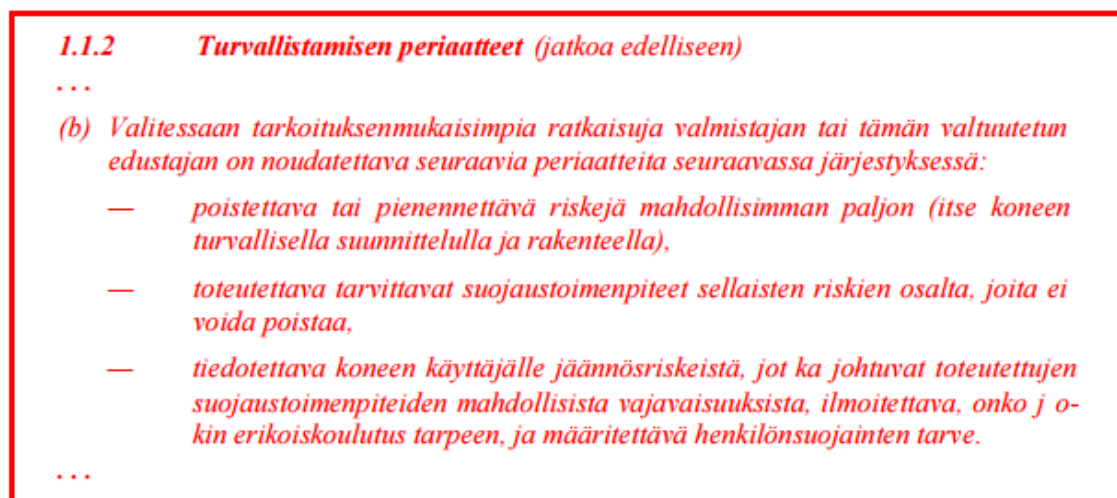 1.1.2 Turvallistamisen periaatteet (jatkoa edelliseen)
. . .
(b) Valitessaan tarkoituksenmukaisimpia ratkaisuja valmistajan tai tämän valtuutetun
edustajan on noudatettava seuraavia periaatteita seuraavassa järjestyksessä:
— poistettava tai pienennettävä riskejä mahdollisimman paljon (itse koneen
turvallisella suunnittelulla ja rakenteella),
— toteutettava tarvittavat suojaustoimenpiteet sellaisten riskien osalta, joita ei
voida poistaa,
— tiedotettava koneen käyttäjälle jäännösriskeistä, jot ka johtuvat toteutettujen
suojaustoimenpiteiden mahdollisista vajavaisuuksista, ilmoitettava, onko j o-
kin erikoiskoulutus tarpeen, ja määritettävä henkilönsuojainten tarve.
. . .